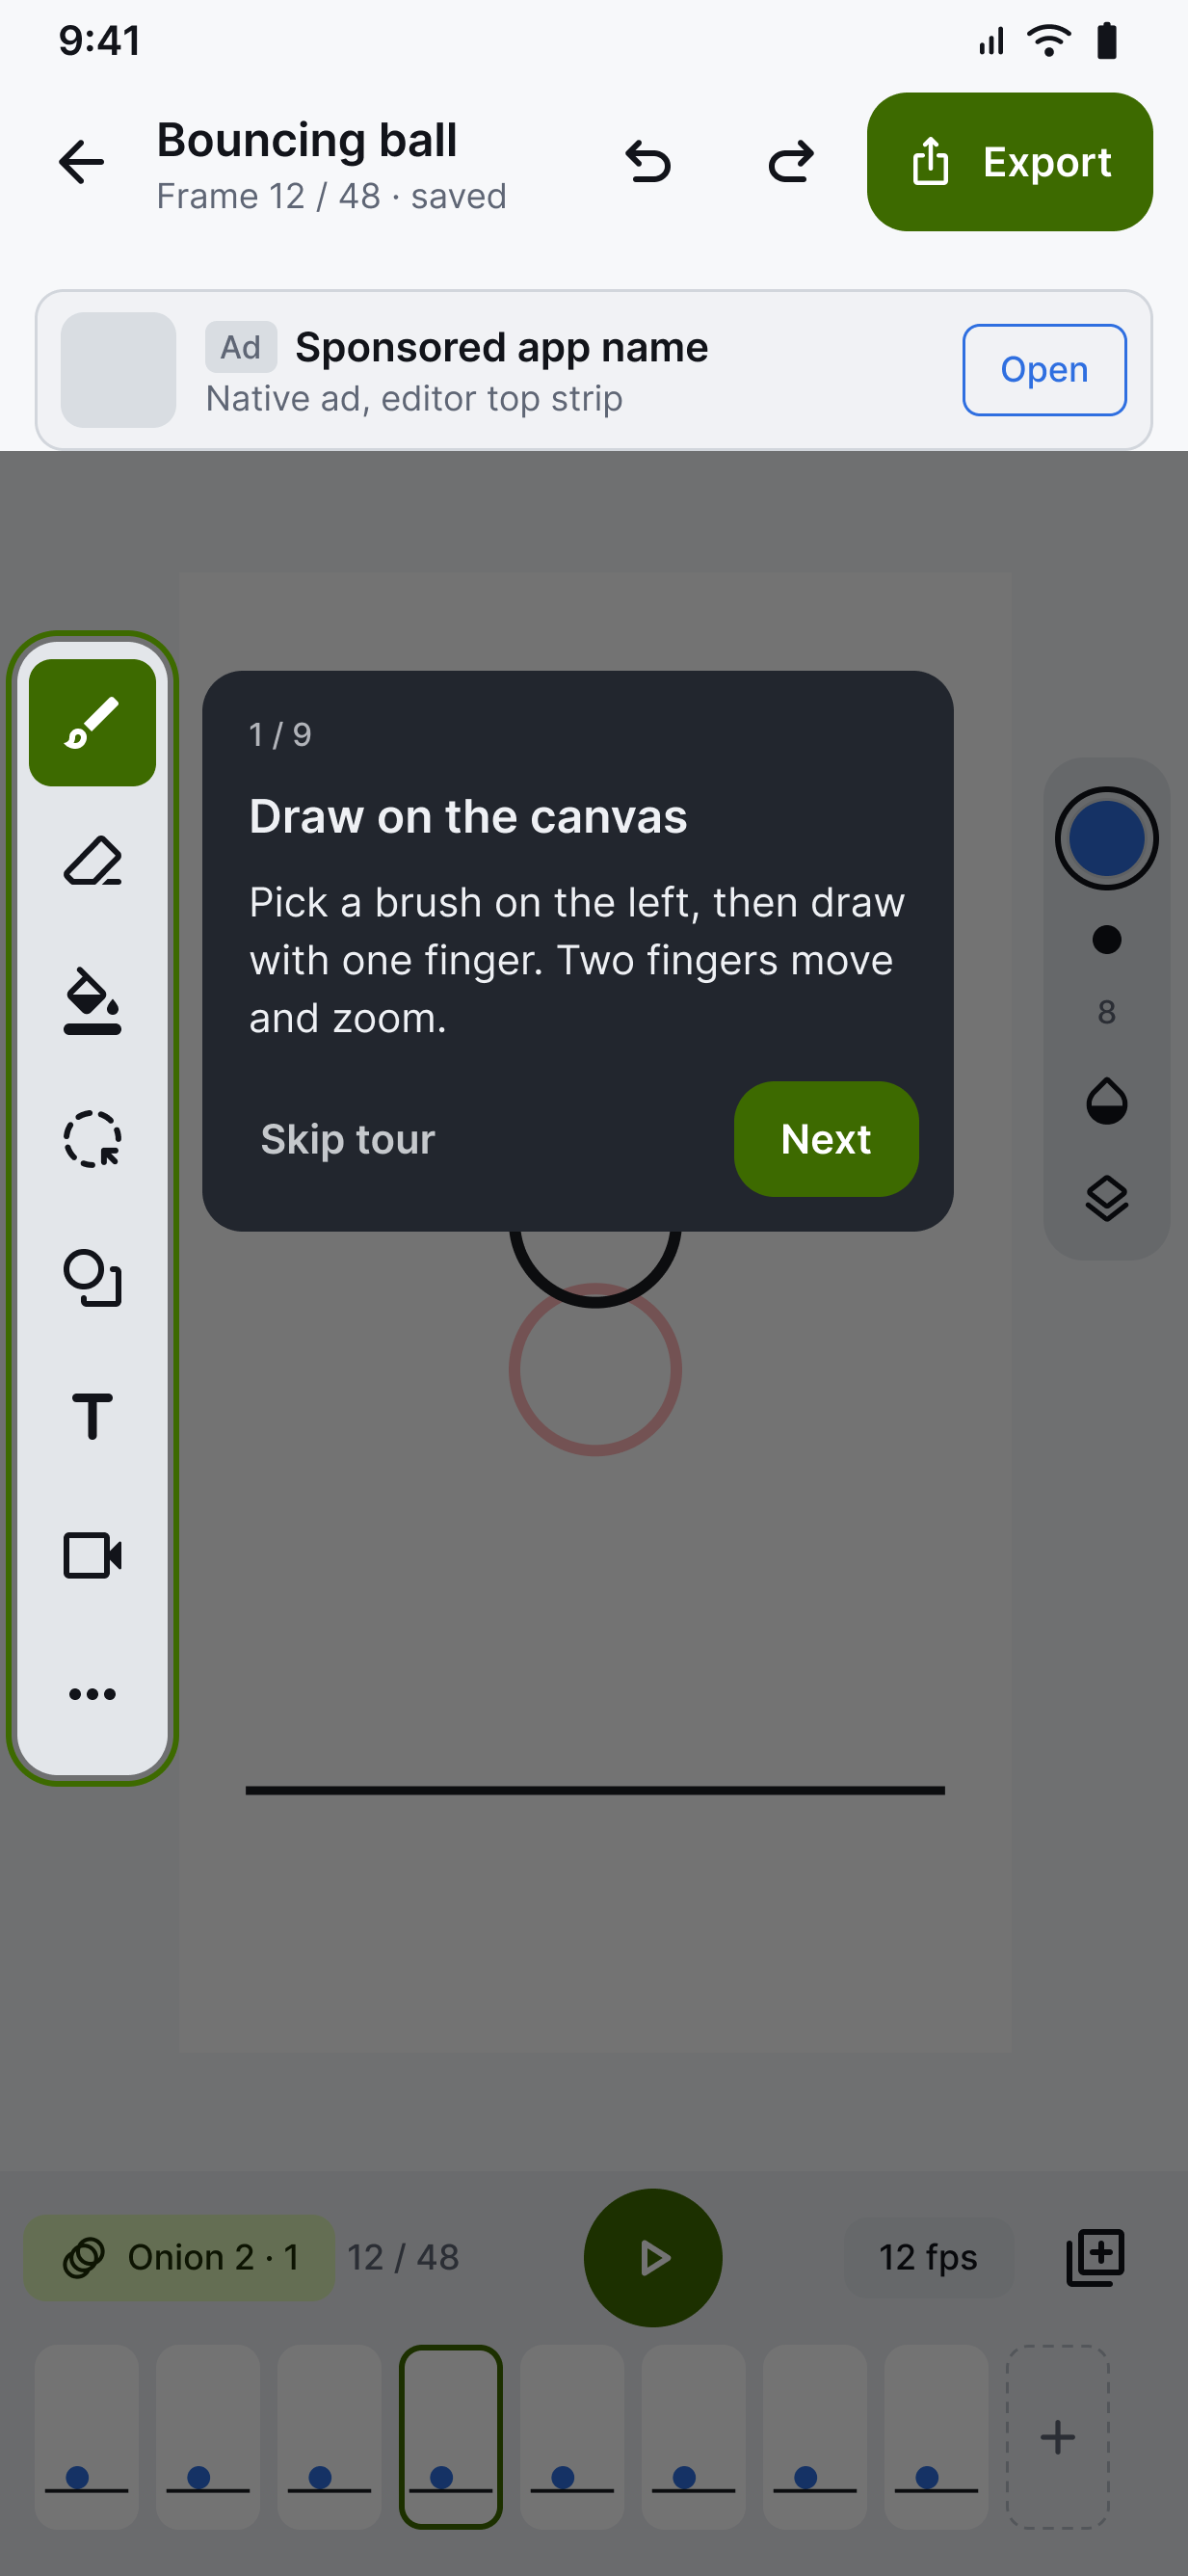 9:41
Bouncing ball
Frame 12 / 48 · saved
Export
Ad Sponsored app name
Native ad, editor top strip
Open
1 / 9
Draw on the canvas
Pick a brush on the left, then draw
with one finger. Two fingers move
and zoom.
Skip tour
Next
8
Onion 2 · 1
12 / 48
12 fps